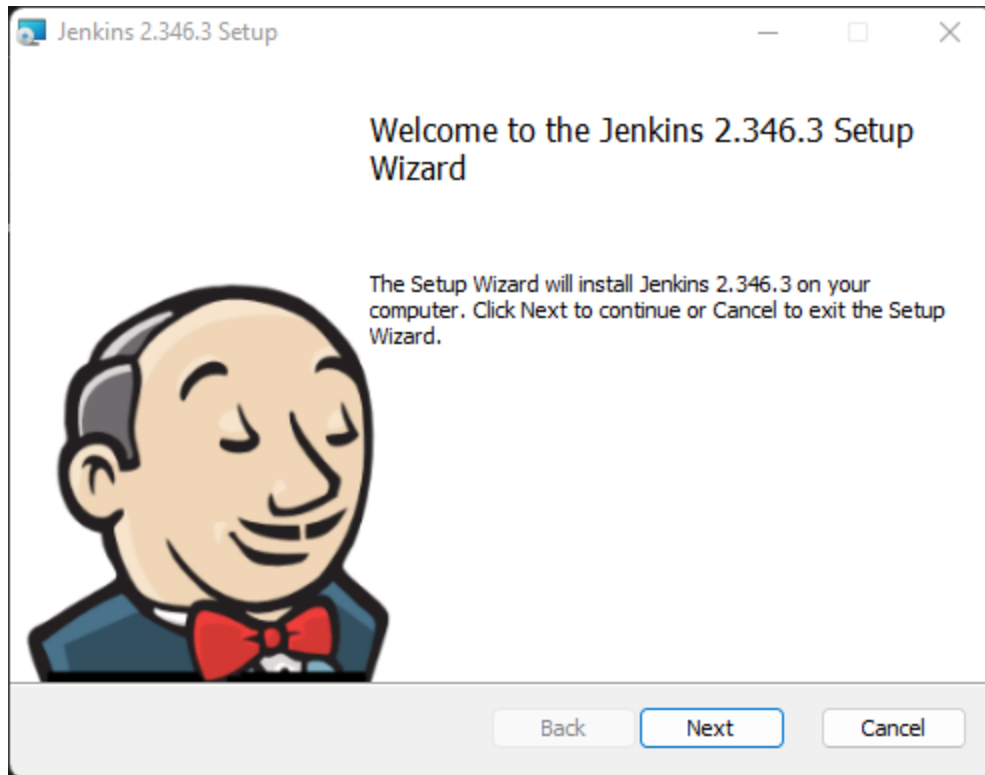 Jenkins 2.346.3 Setup
Welcome to the Jenkins 2.346.3 Setup
Wizard
The Setup Wizard will install Jenkins 2.346.3 on your
computer. Click Next to continue or Cancel to exit the Setup
Wizard.
Back Next Cancel